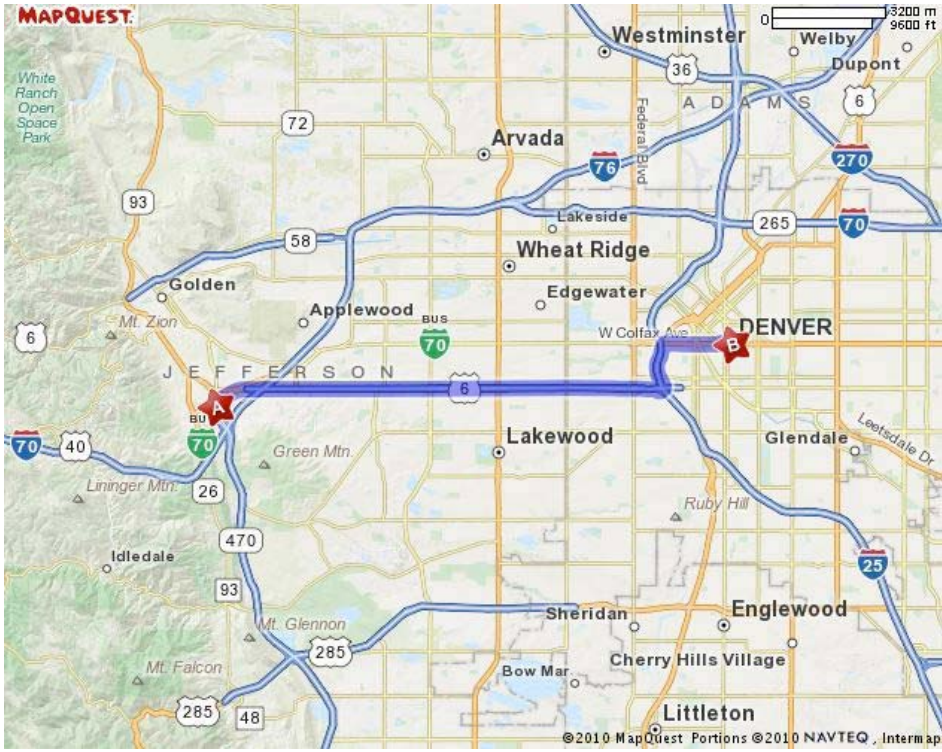 MAPQUEST.
0 3200 m
9600 ft
Westminster
Welby
Dupont
36
White
Ranch
Open
Space
Park
ADAMS
6
72
Federal Blvd
Arvada
76
270
93
Lakeside
265
70
58
Wheat Ridge
Golden
Edgewater
Applewood
BUS
70
Mt. Zion
6
W Colfax Ave
DENVER
B
JEFFERSON
6
A
BU
70
70
40
Lakewood
Glendale
Leetsdale Dr
Green Mtn.
Lininger Mtn.
26
Ruby Hill
470
Idledale
25
93
Sheridan
Englewood
Mt. Glennon
285
Cherry Hills Village
Mt. Falcon
Bow Mar
285
48
Littleton
©2010 MapQuest Portions ©2010 NAVTEQ, Intermap